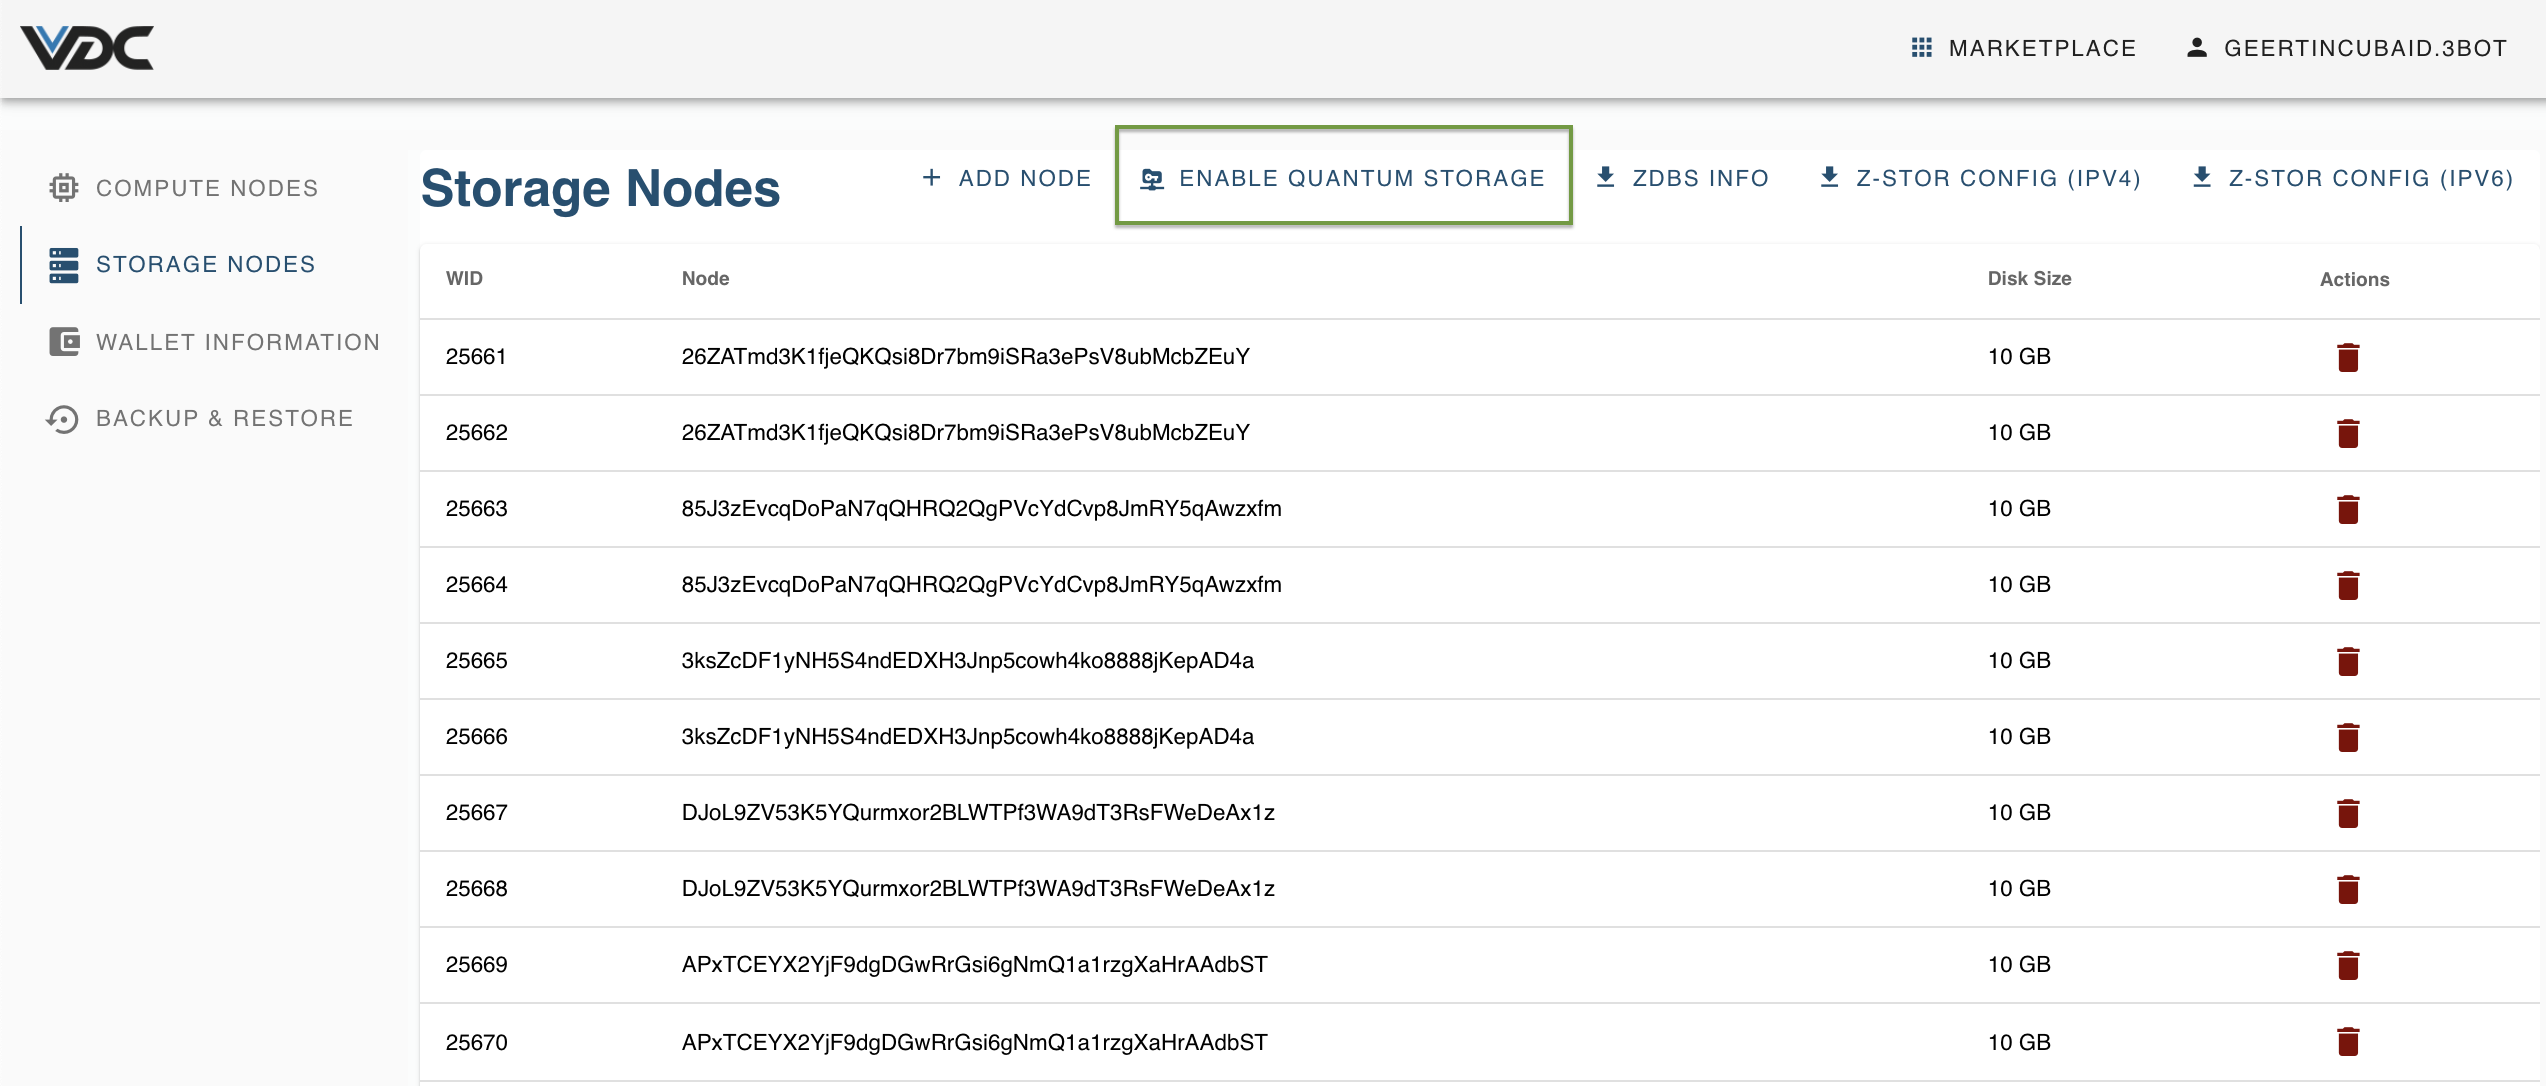 VDC
MARKETPLACE GEERTINCUBAID.3BOT
COMPUTE NODES
STORAGE NODES
WALLET INFORMATION
BACKUP & RESTORE
Storage Nodes ADD NODE ENABLE QUANTUM STORAGE ZDBS INFO Z-STOR CONFIG (IPV4) Z-STOR CONFIG (IPV6)
WID Node Disk Size Actions
25661 26ZATmd3K1fjeQKQsi8Dr7bm9iSRa3ePsV8ubMcbZEuY 10 GB
25662 26ZATmd3K1fjeQKQsi8Dr7bm9iSRa3ePsV8ubMcbZEuY 10 GB
25663 85J3zEvcqDoPaN7qQHRQ2QgPVcYdCvp8JmRY5qAwzxfm 10 GB
25664 85J3zEvcqDoPaN7qQHRQ2QgPVcYdCvp8JmRY5qAwzxfm 10 GB
25665 3ksZcDF1yNH5S4ndEDXH3Jnp5cowh4ko8888jKepAD4a 10 GB
25666 3ksZcDF1yNH5S4ndEDXH3Jnp5cowh4ko8888jKepAD4a 10 GB
25667 DJoL9ZV53K5YQurmxor2BLWTPf3WA9dT3RsFWeDeAx1z 10 GB
25668 DJoL9ZV53K5YQurmxor2BLWTPf3WA9dT3RsFWeDeAx1z 10 GB
25669 APxTCEYX2YjF9dgDGwRrGsi6gNmQ1a1rzgXaHrAAdbST 10 GB
25670 APxTCEYX2YjF9dgDGwRrGsi6gNmQ1a1rzgXaHrAAdbST 10 GB